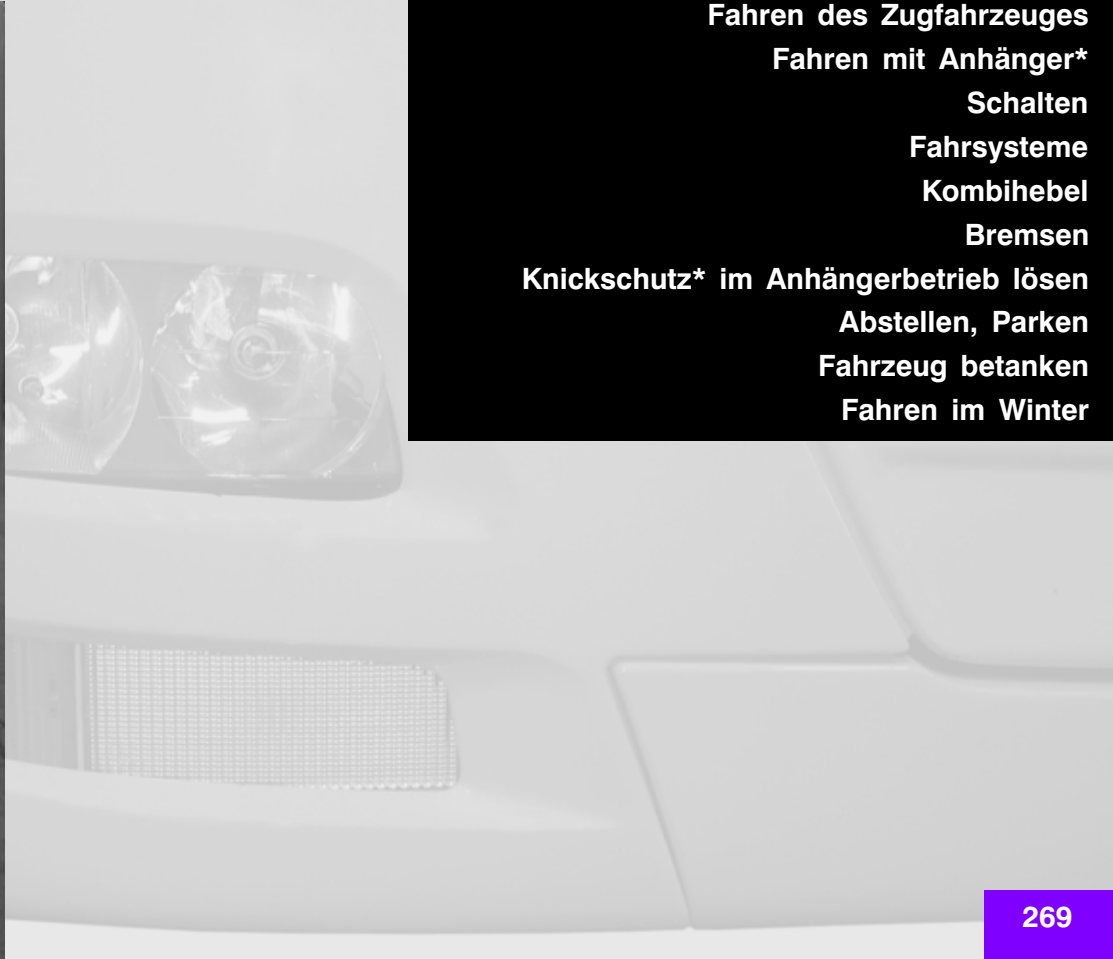 Fahren des Zugfahrzeuges
Fahren mit Anhänger*
Schalten
Fahrsysteme
Kombihebel
Bremsen
Knickschutz* im Anhängerbetrieb lösen
Abstellen, Parken
Fahrzeug betanken
Fahren im Winter
269